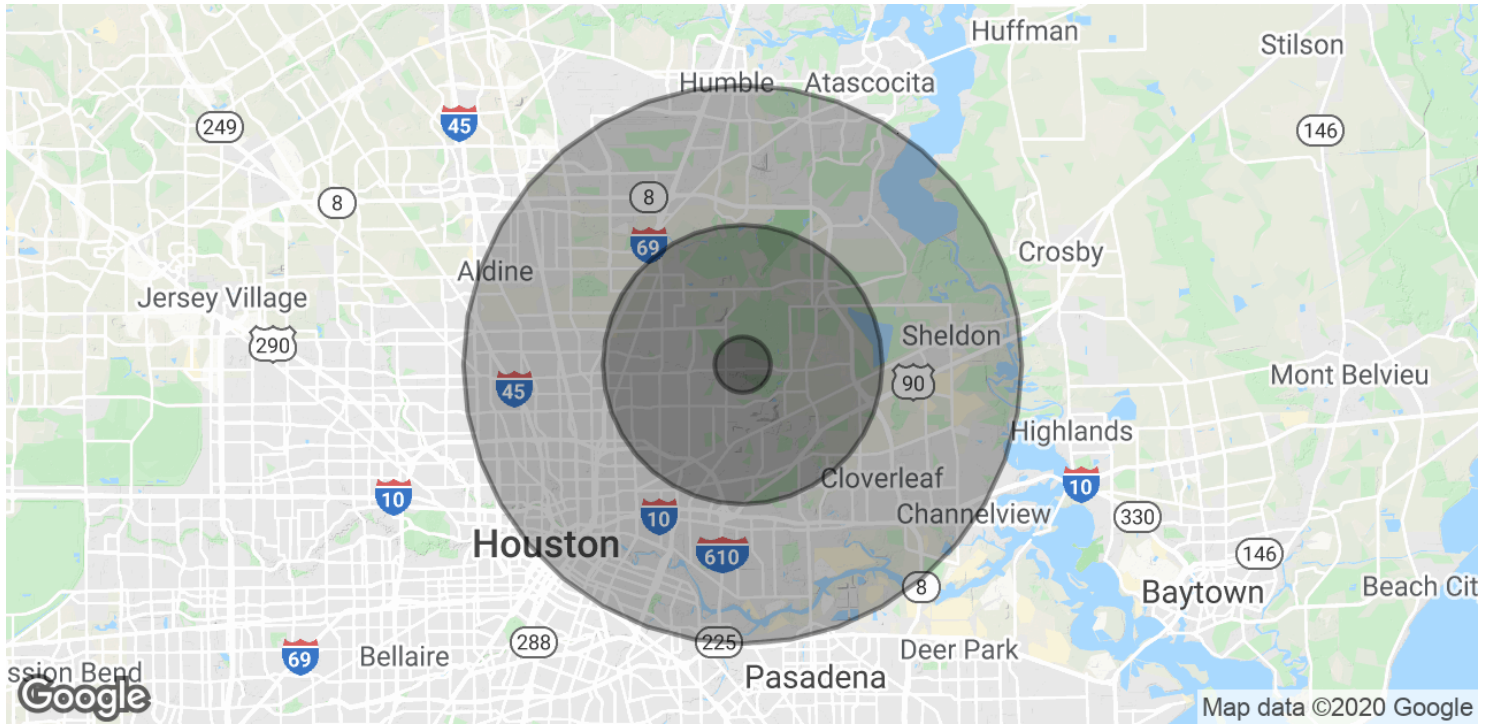 Huffman
Stilson
Humble
Atascocita
249
45
146
8
8
69
Crosby
Aldine
Jersey Village
290
Sheldon
90
45
Mont Belvieu
Highlands
Cloverleaf
10
10
10
Channelview
330
Houston
610
146
8
Baytown
Beach Cit
288
225
69
Bellaire
Deer Park
ssion Bend
Pasadena
Google
Map data ©2020 Google